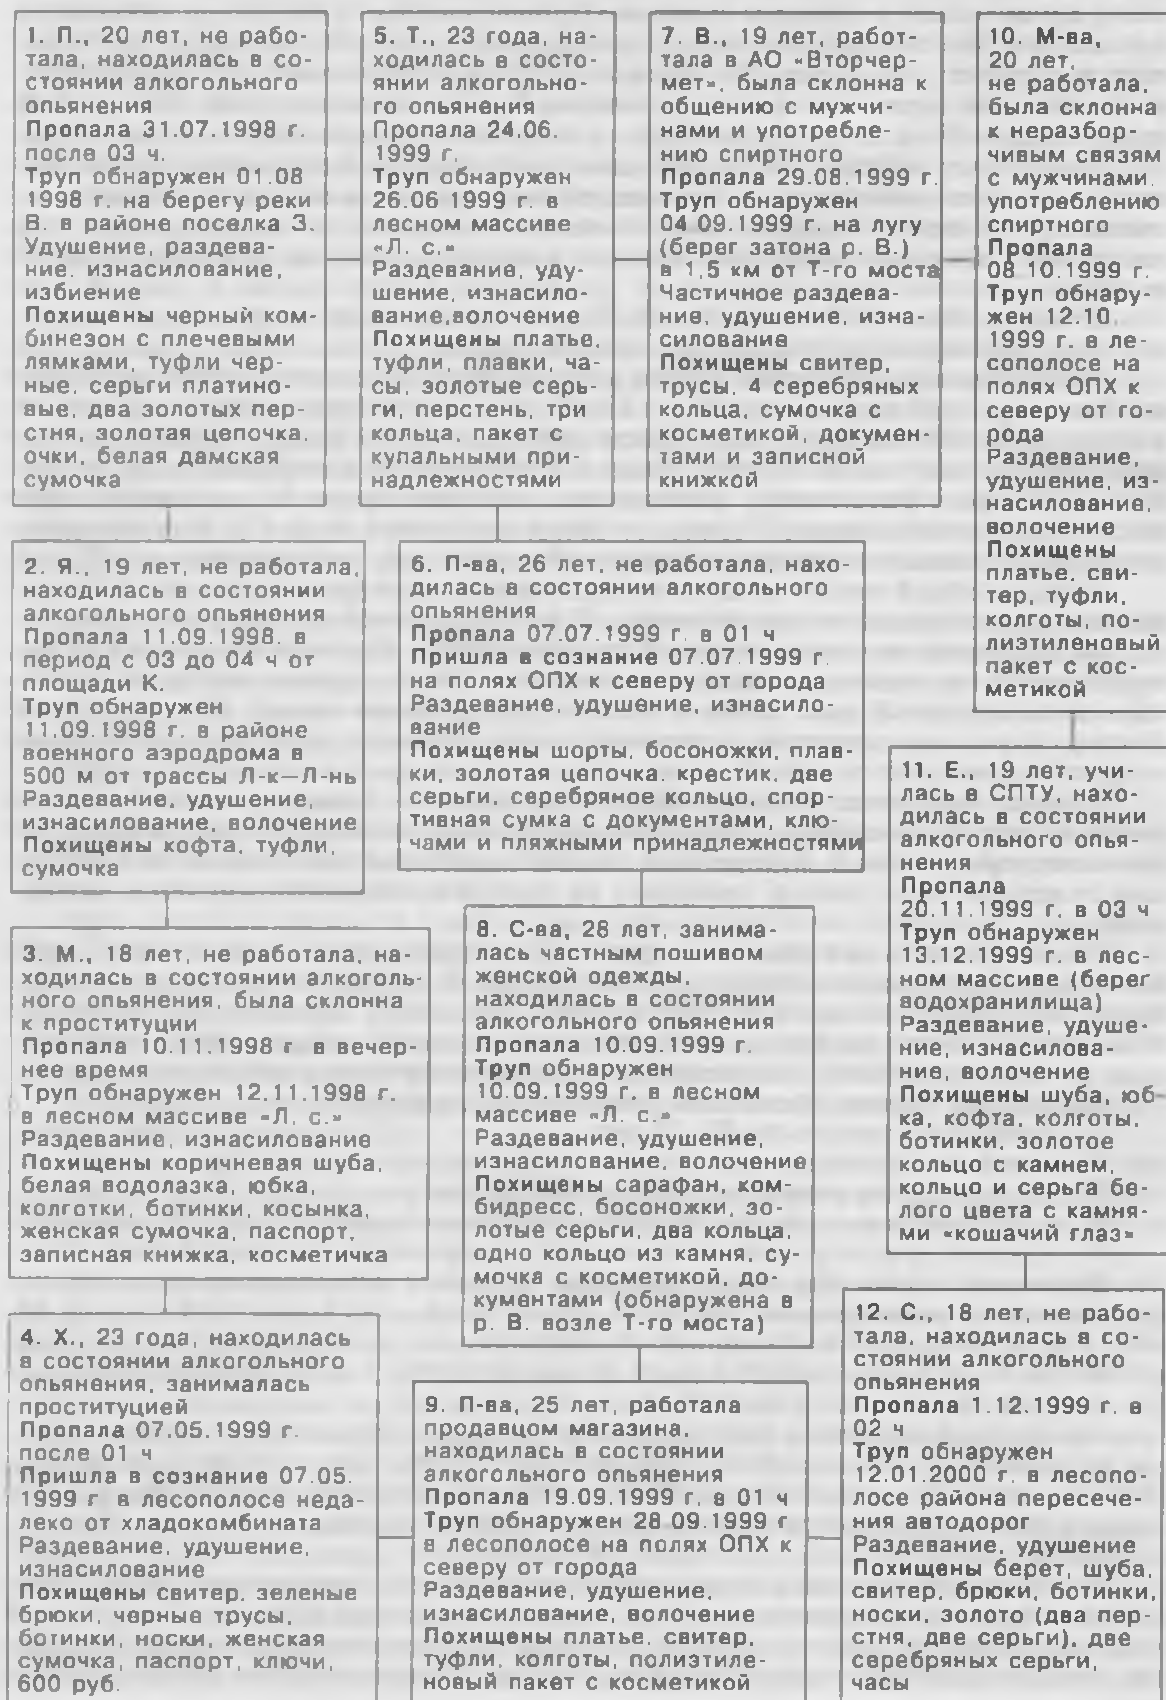 1. П., 20 лет, не рабо-
тала, находилась в со-
стоянии алкогольного
опьянения
Пропала 31.07.1998 г.
после 03 ч.
Труп обнаружен 01.08
1998 г. на берегу реки
В. в районе поселка З.
Удушение, раздева-
ние, изнасилование,
избиение
Похищены черный ком-
бинезон с плечевыми
лямками, туфли чер-
ные, серьги платино-
вые, два золотых пер-
стня, золотая цепочка,
очки, белая дамская
сумочка
2. Я., 19 лет, не работала,
находилась в состоянии
алкогольного опьянения
Пропала 11.09.1998. в
период с 03 до 04 ч от
площади К.
Труп обнаружен
11.09.1998 г. в районе
военного аэродрома в
500 м от трассы Л-к—Л-нь
Раздевание, удушение,
изнасилование, волочение
Похищены кофта, туфли,
сумочка
3. М., 18 лет, не работала, на-
ходилась в состоянии алкоголь-
ного опьянения, была склонна
к проституции
Пропала 10.11.1998 г. в вечер-
нее время
Труп обнаружен 12.11.1998 г.
в лесном массиве «Л. с.»
Раздевание, изнасилование
Похищены коричневая шуба,
белая водолазка, юбка,
колготки, ботинки, косынка,
женская сумочка, паспорт,
записная книжка, косметичка
4. Х., 23 года, находилась
в состоянии алкогольного
опьянения, занималась
проституцией
Пропала 07.05.1999 г.
после 01 ч
Пришла в сознание 07.05.
1999 г. в лесополосе неда-
леко от хладокомбината
Раздевание, удушение,
изнасилование
Похищены свитер, зеленые
брюки, черные трусы,
ботинки, носки, женская
сумочка, паспорт, ключи,
600 руб.
5. Т., 23 года, на-
ходилась в состо-
янии алкогольно-
го опьянения
Пропала 24.06.
1999 г.
Труп обнаружен
26.06 1999 г. в
лесном массиве
«Л. с.»
Раздевание, уду-
шение, изнасило-
вание,волочение
Похищены платье,
туфли, плавки, ча-
сы, золотые серь-
ги, перстень, три
кольца, пакет с
купальными при-
надлежностями
6. П-ва, 26 лет, не работала, нахо-
дилась в состоянии алкогольного
опьянения
Пропала 07.07.1999 г. в 01 ч
Пришла в сознание 07.07.1999 г.
на полях ОПХ к северу от города
Раздевание, удушение, изнасило-
вание
Похищены шорты, босоножки, плав-
ки, золотая цепочка, крестик, две
серьги, серебряное кольцо, спор-
тивная сумка с документами, клю-
чами и пляжными принадлежностями
7. В., 19 лет, работ-
тала в АО «Вторчер-
мет», была склонна к
общению с мужчи-
нами и употребле-
нию спиртного
Пропала 29.08.1999 г.
Труп обнаружен
04.09.1999 г. на лугу
(берег затона р. В.)
в 1,5 км от Т-го моста
Частичное раздева-
ние, удушение, изна-
силование
Похищены свитер,
трусы, 4 серебряных
кольца, сумочка с
косметикой, докумен-
тами и записной
книжкой
8. С-ва, 28 лет, занима-
лась частным пошивом
женской одежды,
находилась в состоянии
алкогольного опьянения
Пропала 10.09.1999 г.
Труп обнаружен
10.09.1999 г. в лесном
массиве «Л. с.»
Раздевание, удушение,
изнасилование, волочение
Похищены сарафан, ком-
бидресс, босоножки, зо-
лотые серьги, два кольца,
одно кольцо из камня, су-
мочка с косметикой, до-
кументами (обнаружена в
р. В. возле Т-го моста)
9. П-ва, 25 лет, работала
продавцом магазина,
находилась в состоянии
алкогольного опьянения
Пропала 19.09.1999 г. в 01 ч
Труп обнаружен 28.09.1999 г
в лесополосе на полях ОПХ к
северу от города
Раздевание, удушение,
изнасилование, волочение
Похищены платье, свитер,
туфли, колготы, полиэтиле-
новый пакет с косметикой
10. М-ва,
20 лет,
не работала,
была склонна
к неразбор-
чивым связям
с мужчинами,
употреблению
спиртного
Пропала
08.10.1999 г.
Труп обнару-
жен 12.10.
1999 г. в ле-
сополосе на
полях ОПХ к
северу от го-
рода
Раздевание,
удушение, из-
насилование,
волочение
Похищены
платье, сви-
тер, туфли,
колготы, по-
лиэтиленовый
пакет с кос-
метикой
11. Е., 19 лет, учи-
лась в СПТУ, нахо-
дилась в состоянии
алкогольного опья-
нения
Пропала
20.11.1999 г. в 03 ч
Труп обнаружен
13.12.1999 г. в лес-
ном массиве (берег
водохранилища)
Раздевание, удуше-
ние, изнасилова-
ние, волочение
Похищены шуба, юб-
ка, кофта, колготы,
ботинки, золотое
кольцо с камнем,
кольцо и серьга бе-
лого цвета с камня-
ми «кошачий глаз»
12. С., 18 лет, не рабо-
тала, находилась в со-
стоянии алкогольного
опьянения
Пропала 1.12.1999 г. в
02 ч
Труп обнаружен
12.01.2000 г. в лесопо-
лосе района пересече-
ния автодорог
Раздевание, удушение
Похищены берет, шуба,
свитер, брюки, ботинки,
носки, золото (два пер-
стня, две серьги), две
серебряных серьги,
часы